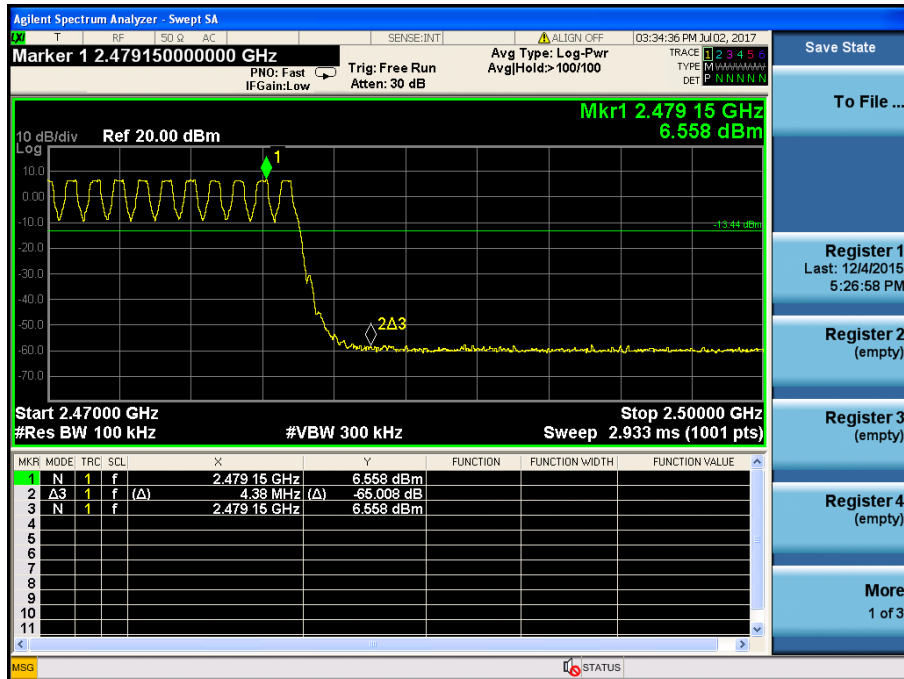 Agilent Spectrum Analyzer - Swept SA
LXI T RF 50 Ω AC SENSE:INT ALIGN OFF 03:34:36 PM Jul 02, 2017
Marker 1 2.479150000000 GHz
PNO: Fast
IFGain:Low
Trig: Free Run
Atten: 30 dB
Avg Type: Log-Pwr
Avg|Hold:> 100/100
TRACE 1 2 3 4 5 6
TYPE M WWWWW
DET P N N N N N
Mkr1 2.479 15 GHz
6.558 dBm
10 dB/div Ref 20.00 dBm
Log
1
10.0
0.00
-10.0
-13.44 dBm
-20.0
-30.0
-40.0
-50.0
2Δ3
-60.0
-70.0
Start 2.47000 GHz Stop 2.50000 GHz
#Res BW 100 kHz #VBW 300 kHz Sweep 2.933 ms (1001 pts)
MKR MODE TRC SCL X Y FUNCTION FUNCTION WIDTH FUNCTION VALUE
1 N 1 f 2.479 15 GHz 6.558 dBm
2 Δ3 1 f (Δ) 4.38 MHz (Δ) -65.008 dB
3 N 1 f 2.479 15 GHz 6.558 dBm
4
5
6
7
8
9
10
11
MSG STATUS
Save State
To File ...
Register 1
Last: 12/4/2015
5:26:58 PM
Register 2
(empty)
Register 3
(empty)
Register 4
(empty)
More
1 of 3